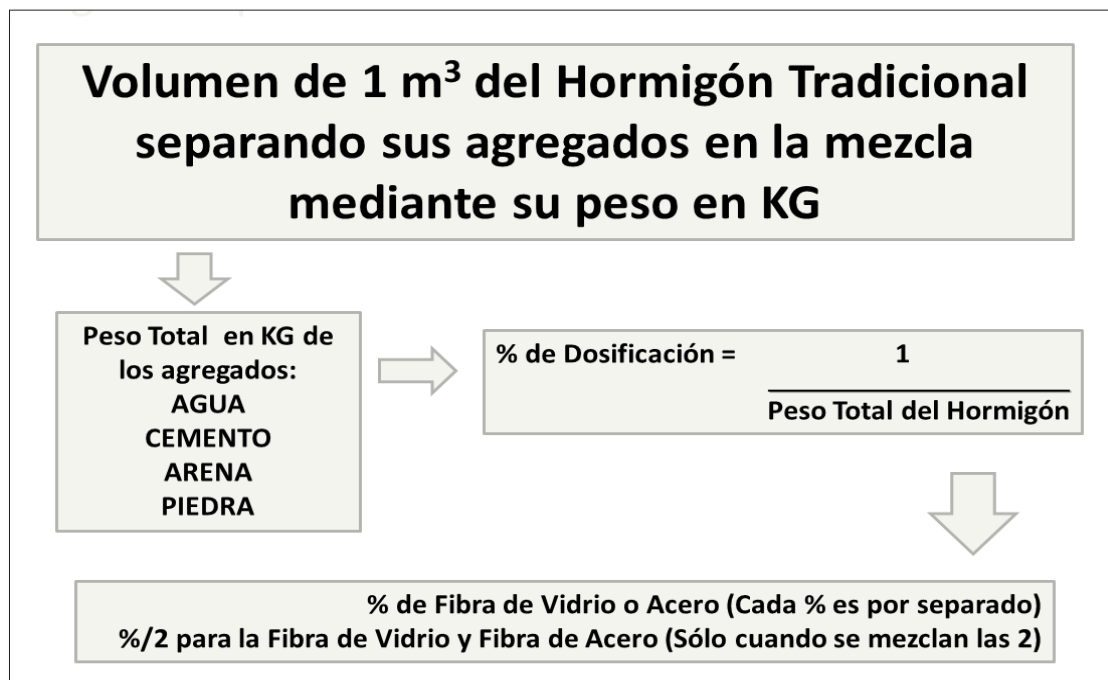 Volumen de 1 m³ del Hormigón Tradicional
separando sus agregados en la mezcla
mediante su peso en KG
Peso Total en KG de
los agregados:
AGUA
CEMENTO
ARENA
PIEDRA
% de Dosificación = 1
Peso Total del Hormigón
% de Fibra de Vidrio o Acero (Cada % es por separado)
%/2 para la Fibra de Vidrio y Fibra de Acero (Sólo cuando se mezclan las 2)